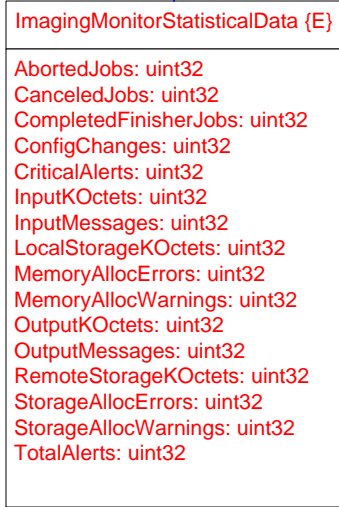 ImagingMonitorStatisticalData {E}
AbortedJobs: uint32
CanceledJobs: uint32
CompletedFinisherJobs: uint32
ConfigChanges: uint32
CriticalAlerts: uint32
InputKOctets: uint32
InputMessages: uint32
LocalStorageKOctets: uint32
MemoryAllocErrors: uint32
MemoryAllocWarnings: uint32
OutputKOctets: uint32
OutputMessages: uint32
RemoteStorageKOctets: uint32
StorageAllocErrors: uint32
StorageAllocWarnings: uint32
TotalAlerts: uint32